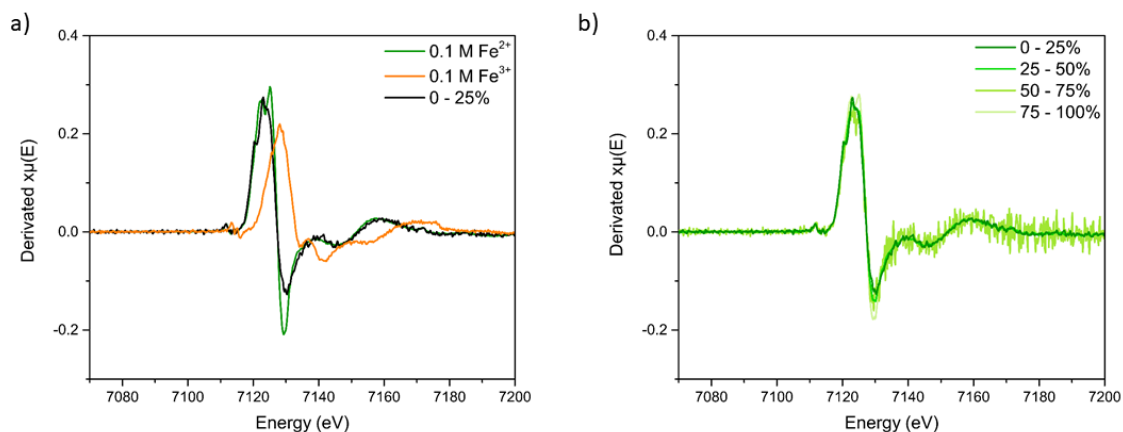 a)
0.4
0.2
0.0
-0.2
Derivated xμ(E)
0.1 M Fe²⁺
0.1 M Fe³⁺
0 - 25%
7080 7100 7120 7140 7160 7180 7200
Energy (eV)
b)
0.4
0.2
0.0
-0.2
Derivated xμ(E)
0 - 25%
25 - 50%
50 - 75%
75 - 100%
7080 7100 7120 7140 7160 7180 7200
Energy (eV)